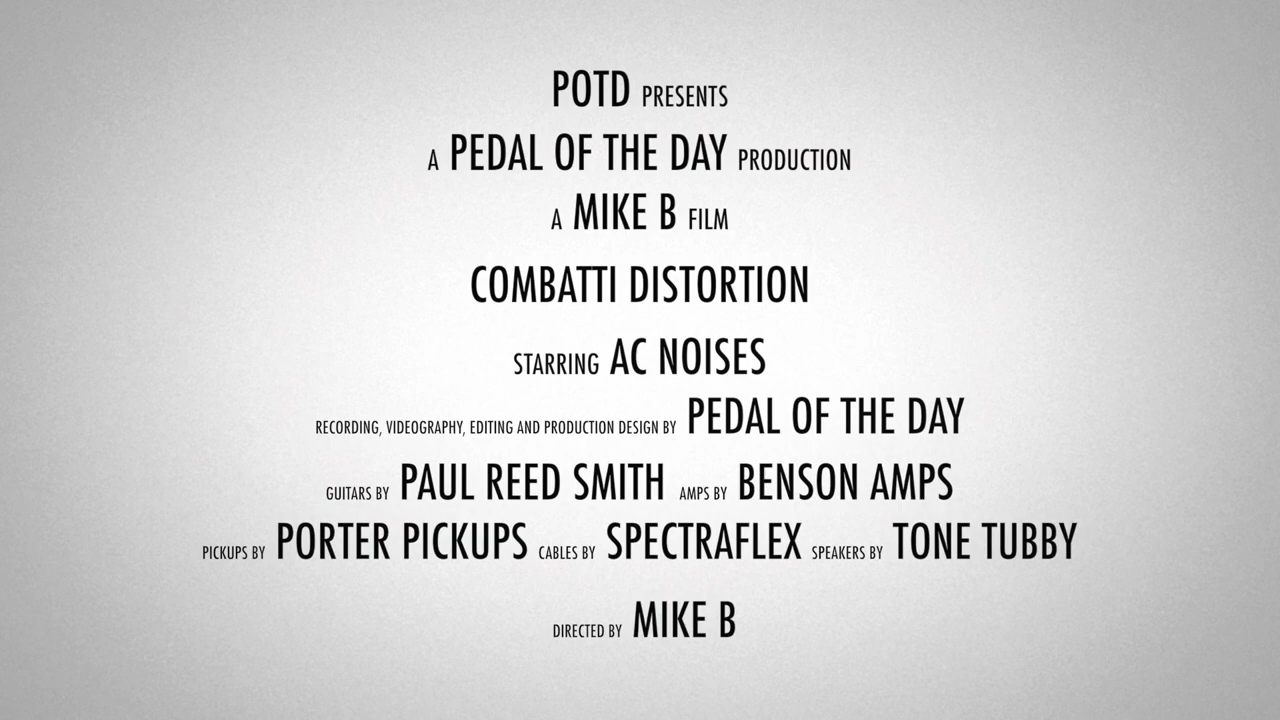 POTD PRESENTS
A PEDAL OF THE DAY PRODUCTION
A MIKE B FILM
COMBATTI DISTORTION
STARRING AC NOISES
RECORDING, VIDEOGRAPHY, EDITING AND PRODUCTION DESIGN BY PEDAL OF THE DAY
GUITARS BY PAUL REED SMITH AMPS BY BENSON AMPS
PICKUPS BY PORTER PICKUPS CABLES BY SPECTRAFLEX SPEAKERS BY TONE TUBBY
DIRECTED BY MIKE B